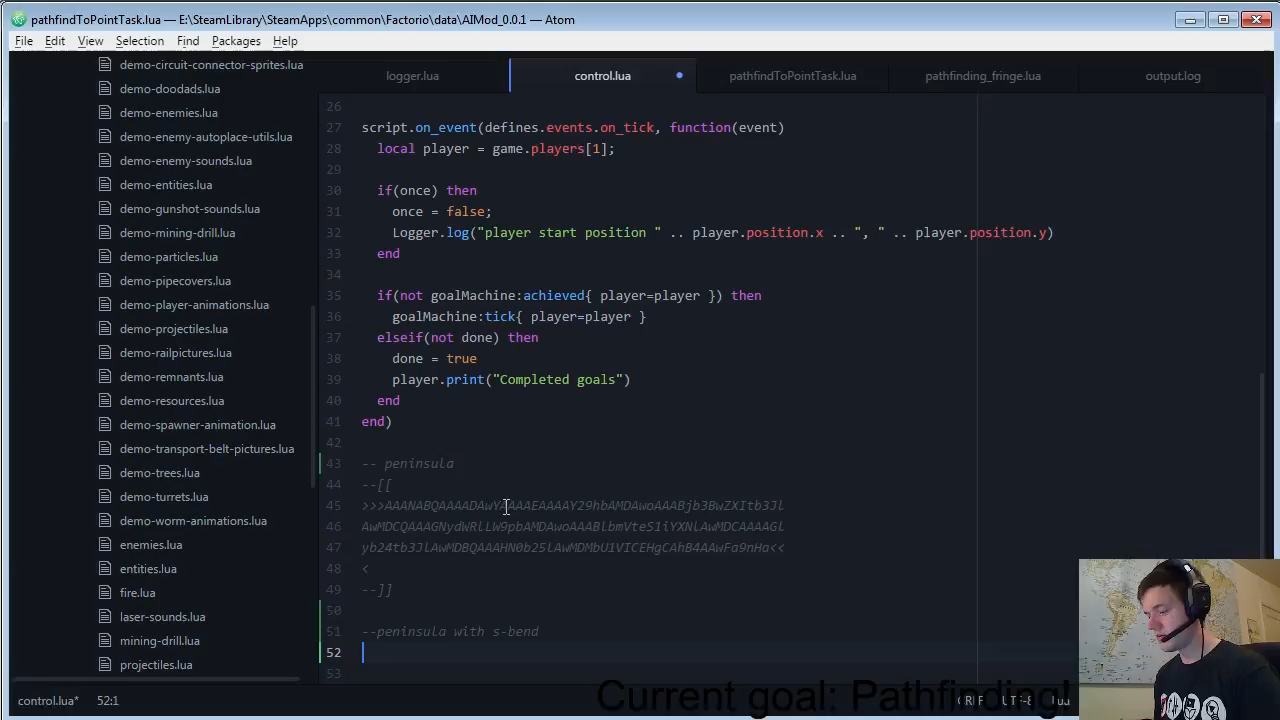 pathfindToPointTask.lua — E:\SteamLibrary\SteamApps\common\Factorio\data\AIMod_0.0.1 — Atom
File Edit View Selection Find Packages Help
demo-circuit-connector-sprites.lua
demo-doodads.lua
demo-enemies.lua
demo-enemy-autoplace-utils.lua
demo-enemy-sounds.lua
demo-entities.lua
demo-gunshot-sounds.lua
demo-mining-drill.lua
demo-particles.lua
demo-pipecovers.lua
demo-player-animations.lua
demo-projectiles.lua
demo-railpictures.lua
demo-remnants.lua
demo-resources.lua
demo-spawner-animation.lua
demo-transport-belt-pictures.lua
demo-trees.lua
demo-turrets.lua
demo-worm-animations.lua
enemies.lua
entities.lua
fire.lua
laser-sounds.lua
mining-drill.lua
projectiles.lua
logger.lua control.lua pathfindToPointTask.lua pathfinding_fringe.lua output.log
26
27 script.on_event(defines.events.on_tick, function(event)
28 local player = game.players[1];
29
30 if(once) then
31 once = false;
32 Logger.log("player start position " .. player.position.x .. ", " .. player.position.y)
33 end
34
35 if(not goalMachine:achieved{ player=player }) then
36 goalMachine:tick{ player=player }
37 elseif(not done) then
38 done = true
39 player.print("Completed goals")
40 end
41 end)
42
43 -- peninsula
44 --[[
45
46 AwMDCQAAAGNydWRlLW9pbAMDAwoAAABlbmVteS1iYXNlAwMDCAAAAGl
47 yb24tb3JlAwMDBQAAAHN0b25lAwMDMbU1VICEHgCAhB4AAwFa9nHa<<
48 <
49 --]]
50
51 --peninsula with s-bend
52
53
control.lua* 52:1 CRLF UTF-8 Lua
Current goal: Pathfinding!